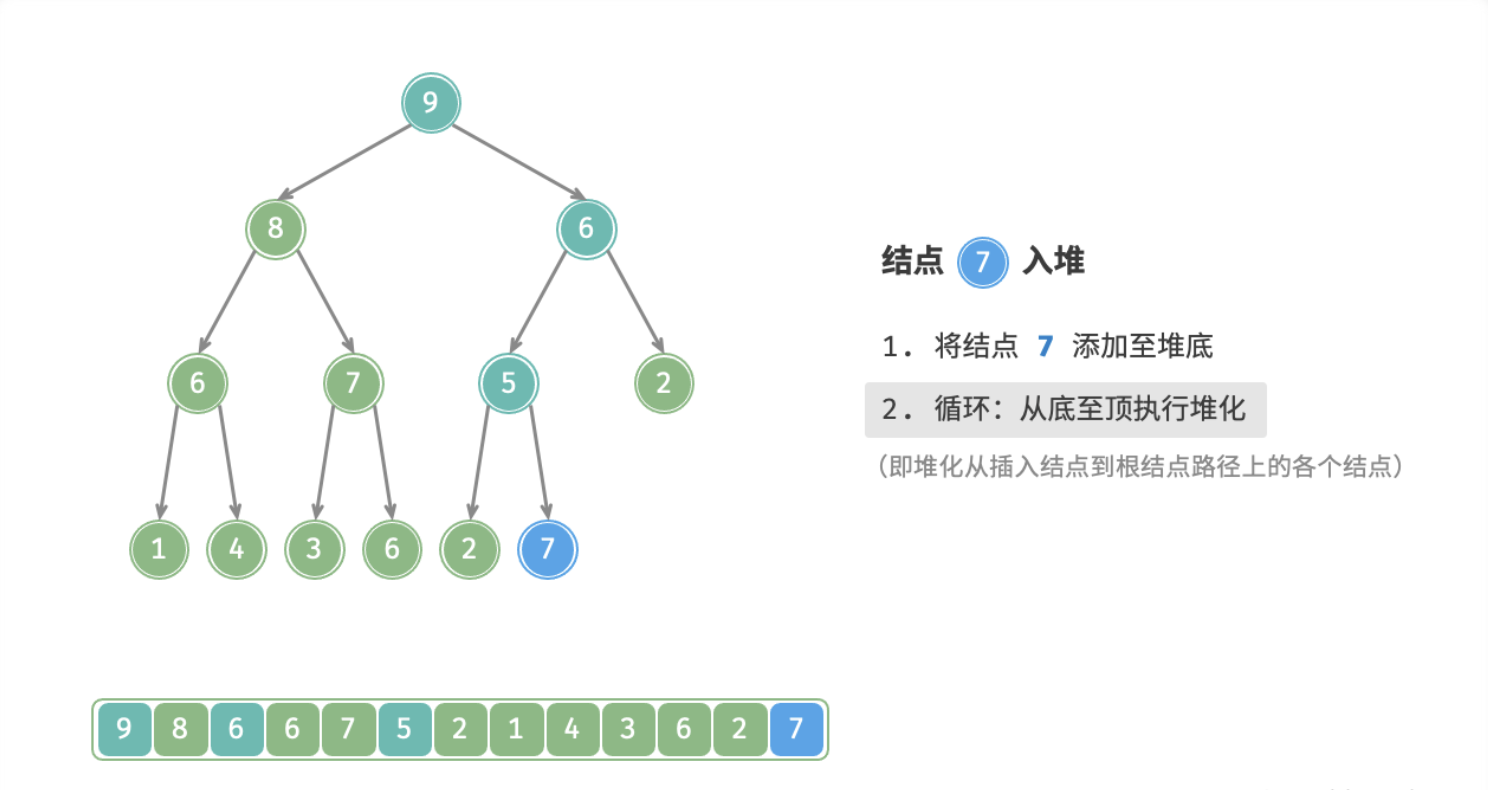 9
8 6
6 7 5 2
1 4 3 6 2 7
结点 7 入堆
1. 将结点 7 添加至堆底
2. 循环：从底至顶执行堆化
（即堆化从插入结点到根结点路径上的各个结点）
9 8 6 6 7 5 2 1 4 3 6 2 7